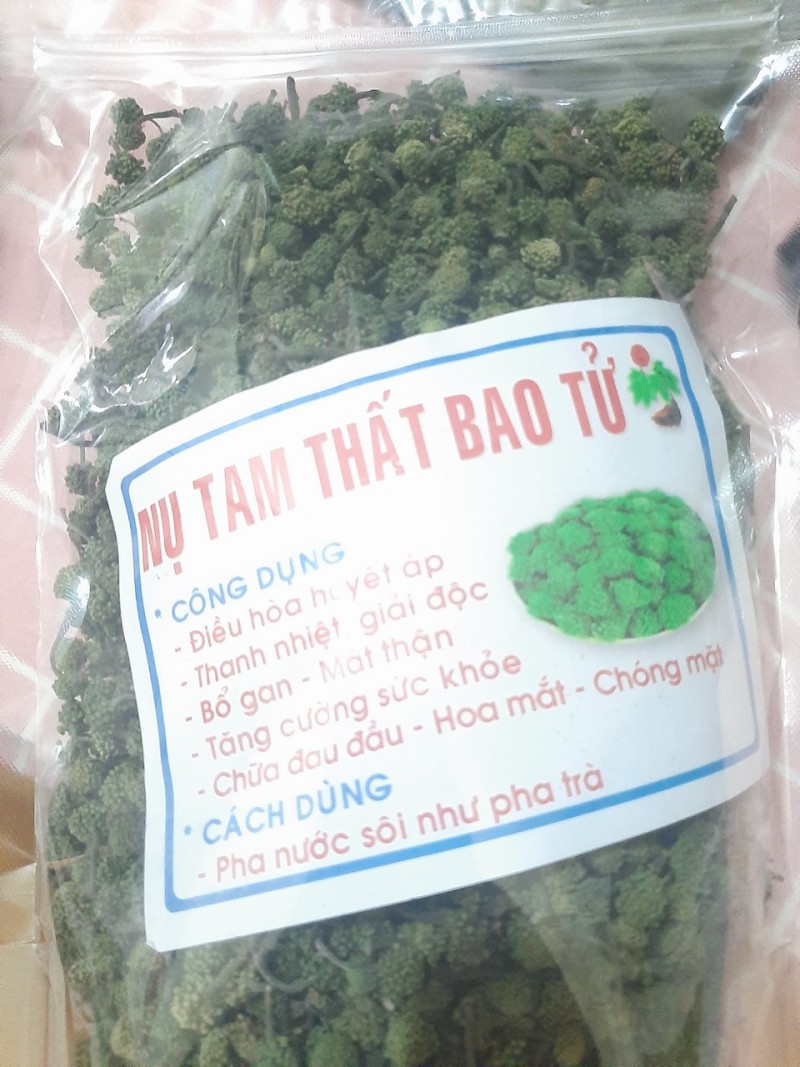 NỤ TAM THẤT BAO TỬ
* CÔNG DỤNG
- Điều hòa huyết áp
- Thanh nhiệt, giải độc
- Bổ gan - Mát thận
- Tăng cường sức khỏe
- Chữa đau đầu - Hoa mắt - Chóng mặt
* CÁCH DÙNG
- Pha nước sôi như pha trà